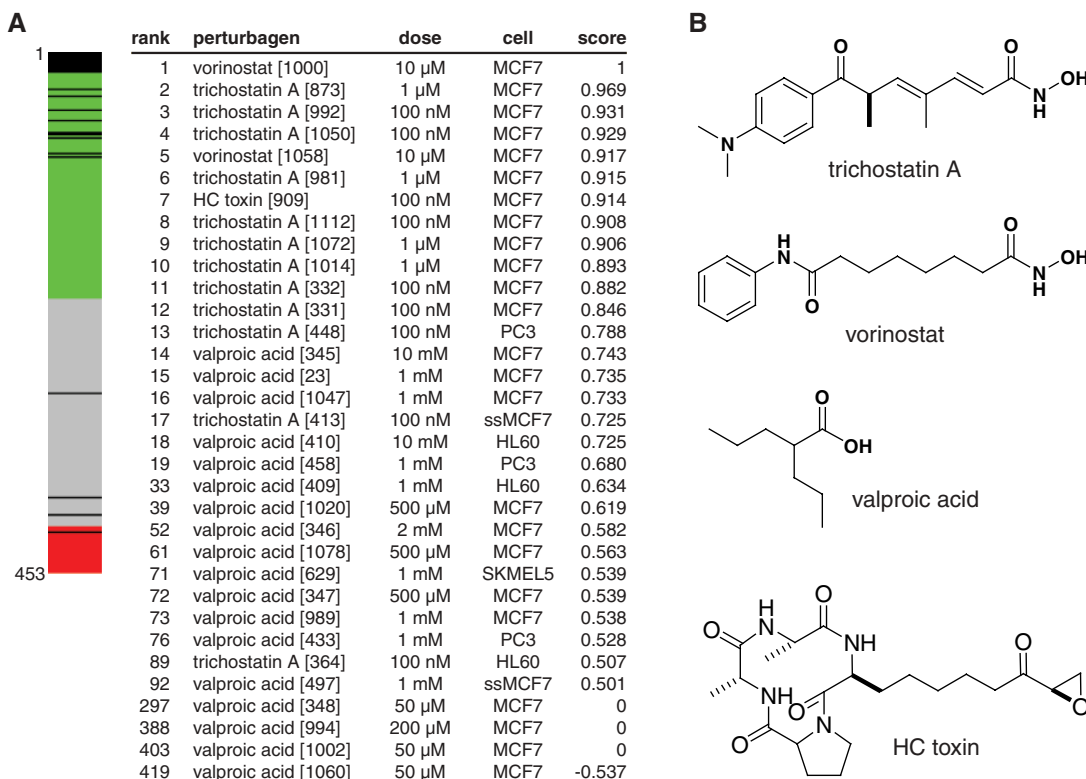 A
rank perturbagen dose cell score
1
453
1 vorinostat [1000] 10 µM MCF7 1
2 trichostatin A [873] 1 µM MCF7 0.969
3 trichostatin A [992] 100 nM MCF7 0.931
4 trichostatin A [1050] 100 nM MCF7 0.929
5 vorinostat [1058] 10 µM MCF7 0.917
6 trichostatin A [981] 1 µM MCF7 0.915
7 HC toxin [909] 100 nM MCF7 0.914
8 trichostatin A [1112] 100 nM MCF7 0.908
9 trichostatin A [1072] 1 µM MCF7 0.906
10 trichostatin A [1014] 1 µM MCF7 0.893
11 trichostatin A [332] 100 nM MCF7 0.882
12 trichostatin A [331] 100 nM MCF7 0.846
13 trichostatin A [448] 100 nM PC3 0.788
14 valproic acid [345] 10 mM MCF7 0.743
15 valproic acid [23] 1 mM MCF7 0.735
16 valproic acid [1047] 1 mM MCF7 0.733
17 trichostatin A [413] 100 nM ssMCF7 0.725
18 valproic acid [410] 10 mM HL60 0.725
19 valproic acid [458] 1 mM PC3 0.680
33 valproic acid [409] 1 mM HL60 0.634
39 valproic acid [1020] 500 µM MCF7 0.619
52 valproic acid [346] 2 mM MCF7 0.582
61 valproic acid [1078] 500 µM MCF7 0.563
71 valproic acid [629] 1 mM SKMEL5 0.539
72 valproic acid [347] 500 µM MCF7 0.539
73 valproic acid [989] 1 mM MCF7 0.538
76 valproic acid [433] 1 mM PC3 0.528
89 trichostatin A [364] 100 nM HL60 0.507
92 valproic acid [497] 1 mM ssMCF7 0.501
297 valproic acid [348] 50 µM MCF7 0
388 valproic acid [994] 200 µM MCF7 0
403 valproic acid [1002] 50 µM MCF7 0
419 valproic acid [1060] 50 µM MCF7 -0.537
B
O O
OH
N
H
N
trichostatin A
H
N
O
OH
O
N
H
vorinostat
O
OH
valproic acid
O
H
N
O
H
N
O
NH
O
N
O
O
HC toxin